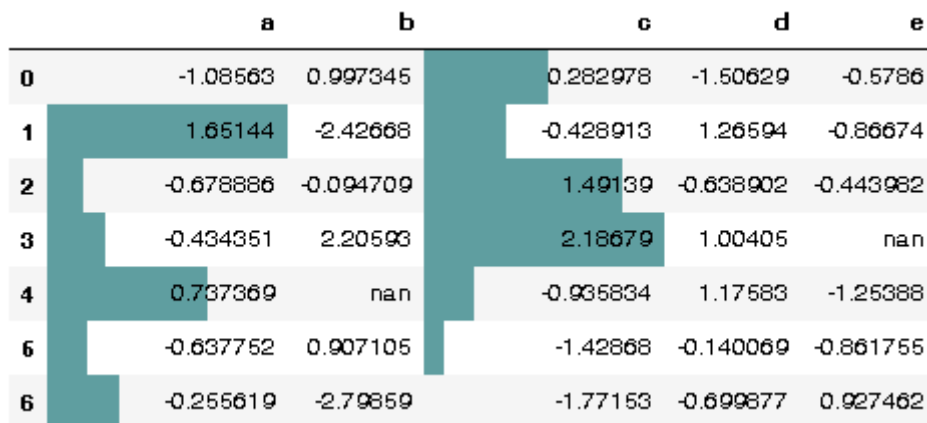 a b c d e
0 -1.08563 0.997345 0.282978 -1.50629 -0.5786
1 1.65144 -2.42668 -0.428913 1.26594 -0.86674
2 -0.678886 -0.094709 1.49139 -0.638902 -0.443982
3 -0.434351 2.20593 2.18679 1.00405 nan
4 0.737369 nan -0.935834 1.17583 -1.25388
5 -0.637752 0.907105 -1.42868 -0.140069 -0.861755
6 -0.255619 -2.79859 -1.77153 -0.699877 0.927462